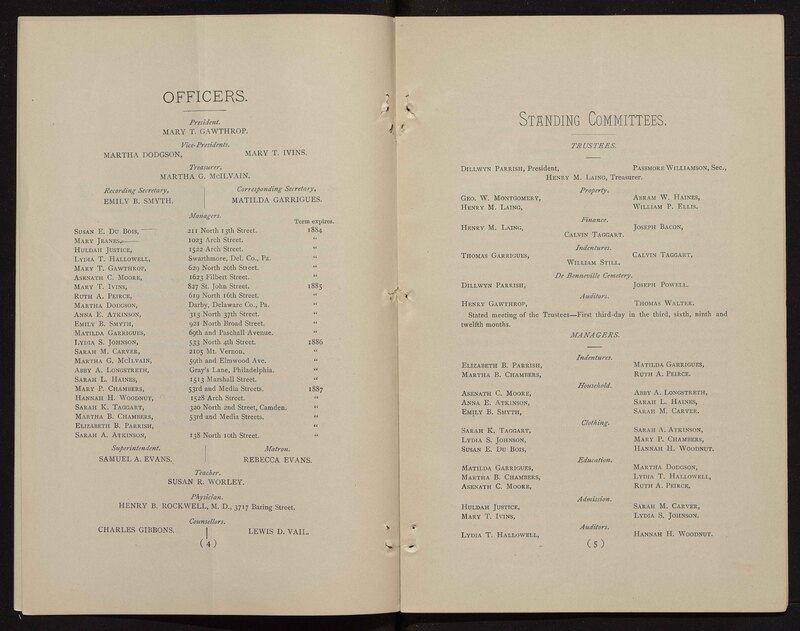 OFFICERS.
President.
MARY T. GAWTHROP.
Vice-Presidents.
MARTHA DODGSON, MARY T. IVINS.
Treasurer,
MARTHA G. McILVAIN.
Recording Secretary, Corresponding Secretary,
EMILY B. SMYTH. MATILDA GARRIGUES.
Managers.
Term expires.
SUSAN E. DU BOIS, 211 North 13th Street. 1884
MARY JEANES, 1023 Arch Street. "
HULDAH JUSTICE, 1522 Arch Street. "
LYDIA T. HALLOWELL, Swarthmore, Del. Co., Pa. "
MARY T. GAWTHROP, 629 North 20th Street. "
ASENATH C. MOORE, 1623 Filbert Street. "
MARY T. IVINS, 827 St. John Street. 1885
RUTH A. PEIRCE, 619 North 16th Street. "
MARTHA DODGSON, Darby, Delaware Co., Pa. "
ANNA E. ATKINSON, 313 North 37th Street. "
EMILY B. SMYTH, 921 North Broad Street. "
MATILDA GARRIGUES, 69th and Paschall Avenue. "
LYDIA S. JOHNSON, 533 North 4th Street. 1886
SARAH M. CARVER, 2105 Mt. Vernon. "
MARTHA G. McILVAIN, 59th and Elmwood Ave. "
ABBY A. LONGSTRETH, Gray's Lane, Philadelphia. "
SARAH L. HAINES, 1513 Marshall Street. "
MARY P. CHAMBERS, 53rd and Media Streets. 1887
HANNAH H. WOODNUT, 1528 Arch Street. "
SARAH K. TAGGART, 320 North 2nd Street, Camden. "
MARTHA B. CHAMBERS, 53rd and Media Streets. "
ELIZABETH B. PARRISH, "
SARAH A. ATKINSON, 138 North 10th Street. "
Superintendent. Matron.
SAMUEL A. EVANS. REBECCA EVANS.
Teacher.
SUSAN R. WORLEY.
Physician.
HENRY B. ROCKWELL, M. D., 3717 Baring Street.
Counsellors.
CHARLES GIBBONS. LEWIS D. VAIL.
(4)
STANDING COMMITTEES.
TRUSTEES.
DILLWYN PARRISH, President, PASSMORE WILLIAMSON, Sec.,
HENRY M. LAING, Treasurer.
Property.
GEO. W. MONTGOMERY, ABRAM W. HAINES,
HENRY M. LAING, WILLIAM P. ELLIS.
Finance.
HENRY M. LAING, JOSEPH BACON,
CALVIN TAGGART.
Indentures.
THOMAS GARRIGUES, CALVIN TAGGART,
WILLIAM STILL.
De Benneville Cemetery.
DILLWYN PARRISH, JOSEPH POWELL.
Auditors.
HENRY GAWTHROP, THOMAS WALTER.
Stated meeting of the Trustees—First third-day in the third, sixth, ninth and
twelfth months.
MANAGERS.
Indentures.
ELIZABETH B. PARRISH, MATILDA GARRIGUES,
MARTHA B. CHAMBERS, RUTH A. PEIRCE.
Household.
ASENATH C. MOORE, ABBY A. LONGSTRETH,
ANNA E. ATKINSON, SARAH L. HAINES,
EMILY B. SMYTH, SARAH M. CARVER.
Clothing.
SARAH K. TAGGART, SARAH A. ATKINSON,
LYDIA S. JOHNSON, MARY P. CHAMBERS,
SUSAN E. DU BOIS, HANNAH H. WOODNUT.
Education.
MATILDA GARRIGUES, MARTHA DODGSON,
MARTHA B. CHAMBERS, LYDIA T. HALLOWELL,
ASENATH C. MOORE, RUTH A. PEIRCE,
Admission.
HULDAH JUSTICE, SARAH M. CARVER,
MARY T. IVINS, LYDIA S. JOHNSON.
Auditors.
LYDIA T. HALLOWELL, HANNAH H. WOODNUT.
(5)